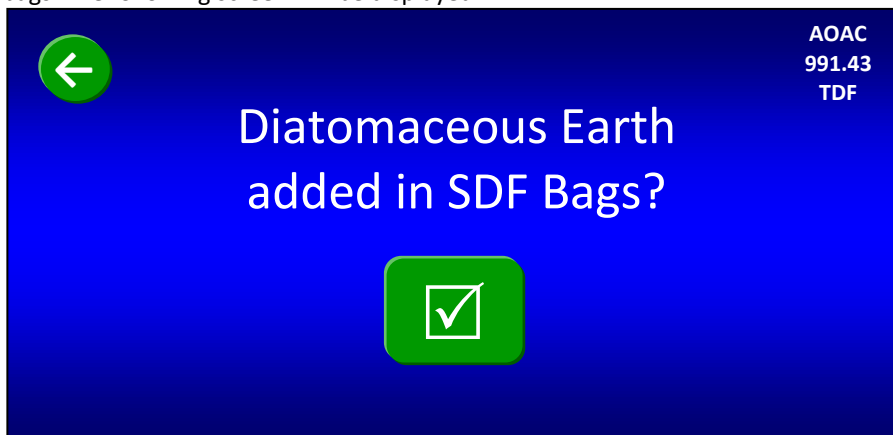 AOAC
991.43
TDF
Diatomaceous Earth
added in SDF Bags?